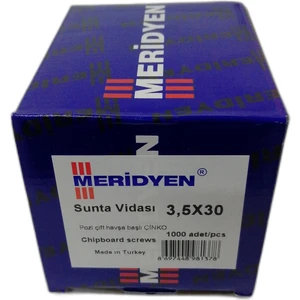 MERİDYEN
MERİDYEN®
Sunta Vidası 3,5X30
Pozi çift havşa başlı ÇİNKO
Chipboard screws 1000 adet/pcs
Made in Turkey